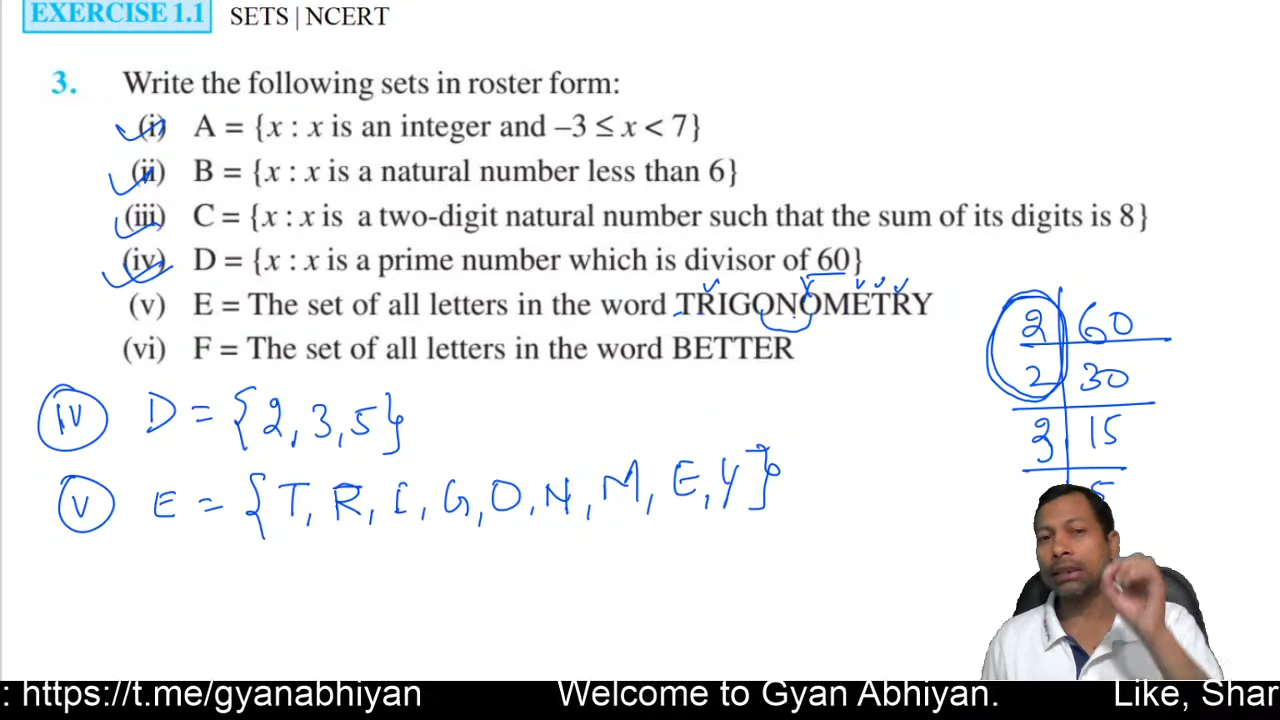 EXERCISE 1.1 SETS | NCERT
3. Write the following sets in roster form:
(i) A = {x : x is an integer and –3 ≤ x < 7}
(ii) B = {x : x is a natural number less than 6}
(iii) C = {x : x is a two-digit natural number such that the sum of its digits is 8}
(iv) D = {x : x is a prime number which is divisor of 60}
(v) E = The set of all letters in the word TRIGONOMETRY
(vi) F = The set of all letters in the word BETTER
2 60
2 30
3 15
5
iv D = {2, 3, 5}
v E = {T, R, I, G, O, N, M, E, Y}
: https://t.me/gyanabhiyan Welcome to Gyan Abhiyan. Like, Shar